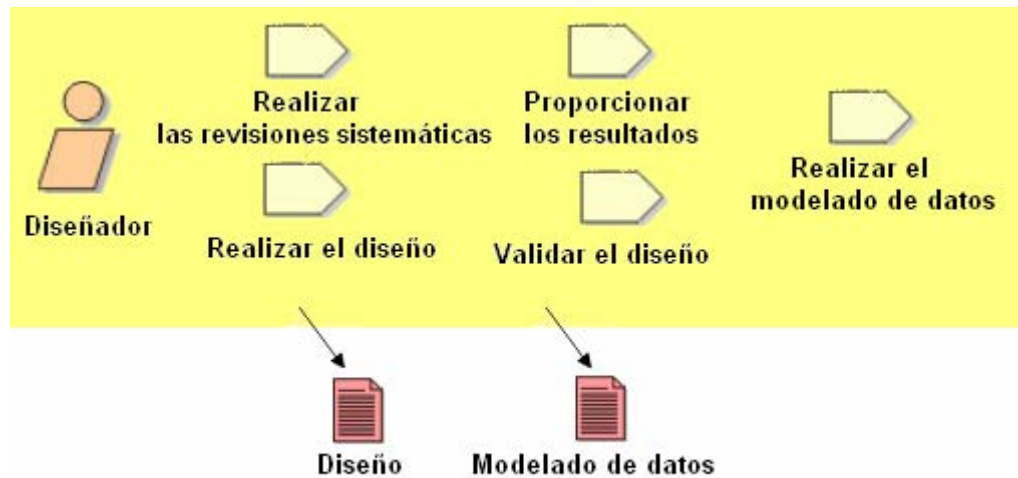 Realizar
las revisiones sistemáticas
Proporcionar
los resultados
Realizar el
modelado de datos
Diseñador
Realizar el diseño
Validar el diseño
Diseño
Modelado de datos